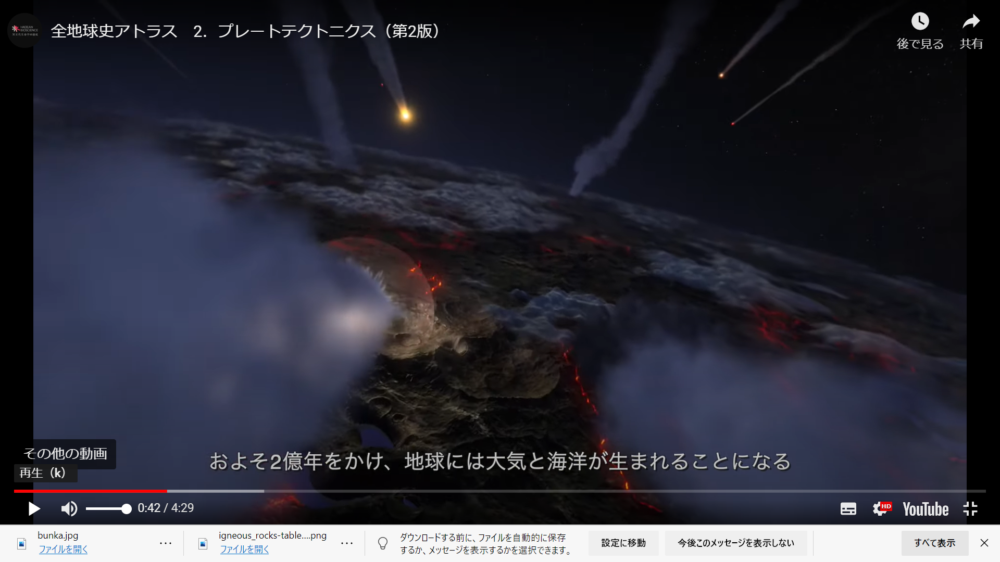 HADEAN
BIOSCIENCE
全地球史アトラス　2．プレートテクトニクス（第2版）
後で見る
共有
その他の動画
再生（k）
およそ2億年をかけ、地球には大気と海洋が生まれることになる
0:42 / 4:29
HD
YouTube
bunka.jpg
ファイルを開く
igneous_rocks-table....png
ファイルを開く
ダウンロードする前に、ファイルを自動的に保存
するか、メッセージを表示するかを選択できます。
設定に移動
今後このメッセージを表示しない
すべて表示